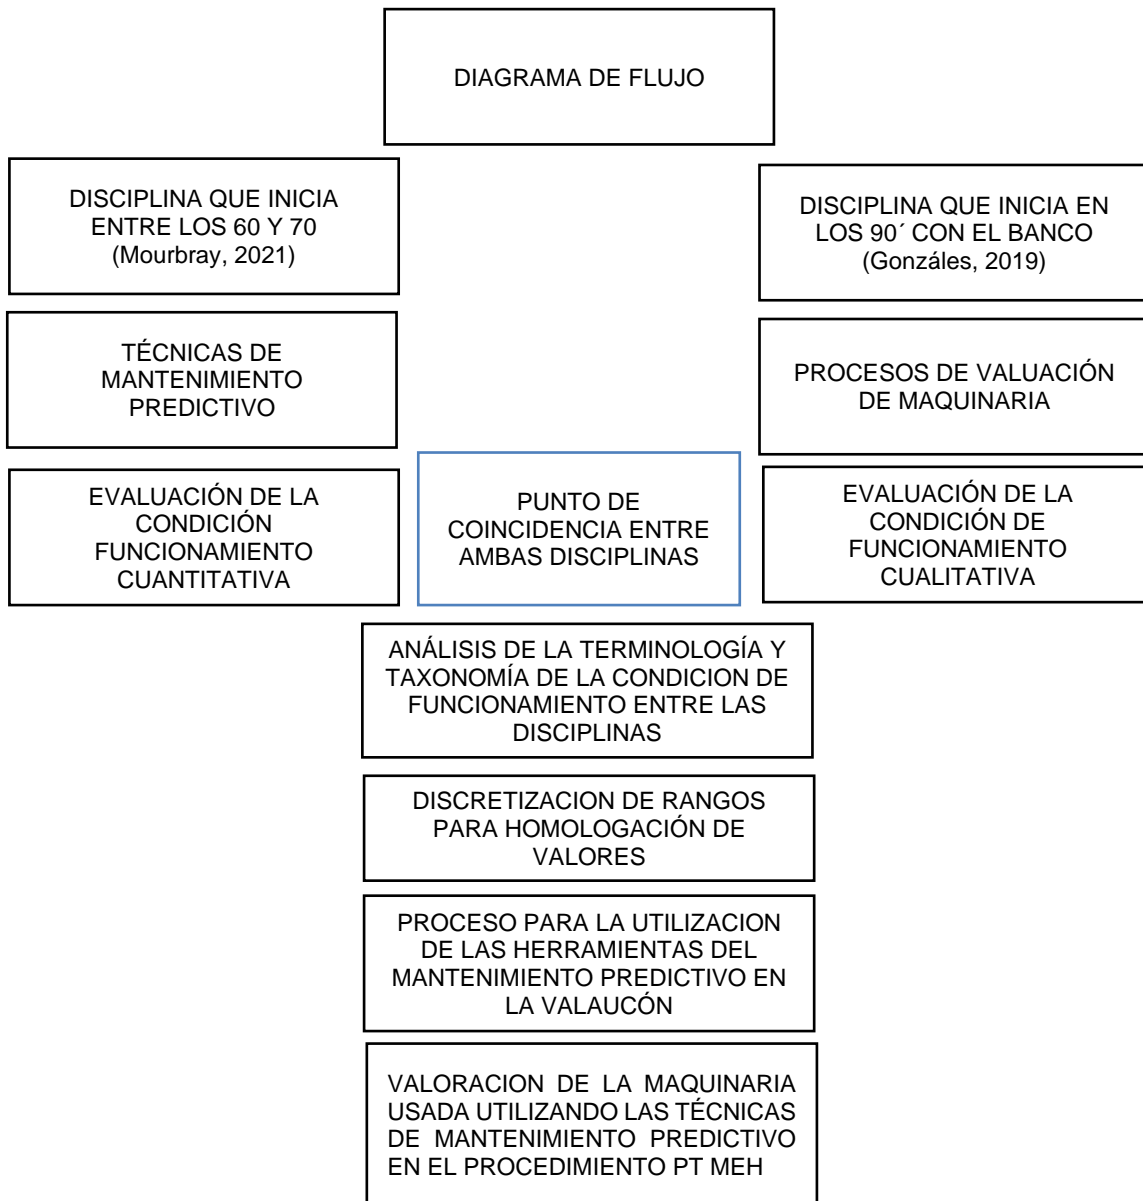 DIAGRAMA DE FLUJO
DISCIPLINA QUE INICIA
ENTRE LOS 60 Y 70
(Mourbray, 2021)
DISCIPLINA QUE INICIA EN
LOS 90´ CON EL BANCO
(Gonzáles, 2019)
TÉCNICAS DE
MANTENIMIENTO
PREDICTIVO
PROCESOS DE VALUACIÓN
DE MAQUINARIA
EVALUACIÓN DE LA
CONDICIÓN
FUNCIONAMIENTO
CUANTITATIVA
PUNTO DE
COINCIDENCIA ENTRE
AMBAS DISCIPLINAS
EVALUACIÓN DE LA
CONDICIÓN DE
FUNCIONAMIENTO
CUALITATIVA
ANÁLISIS DE LA TERMINOLOGÍA Y
TAXONOMÍA DE LA CONDICION DE
FUNCIONAMIENTO ENTRE LAS
DISCIPLINAS
DISCRETIZACION DE RANGOS
PARA HOMOLOGACIÓN DE
VALORES
PROCESO PARA LA UTILIZACION
DE LAS HERRAMIENTAS DEL
MANTENIMIENTO PREDICTIVO EN
LA VALAUCÓN
VALORACION DE LA MAQUINARIA
USADA UTILIZANDO LAS TÉCNICAS
DE MANTENIMIENTO PREDICTIVO
EN EL PROCEDIMIENTO PT MEH